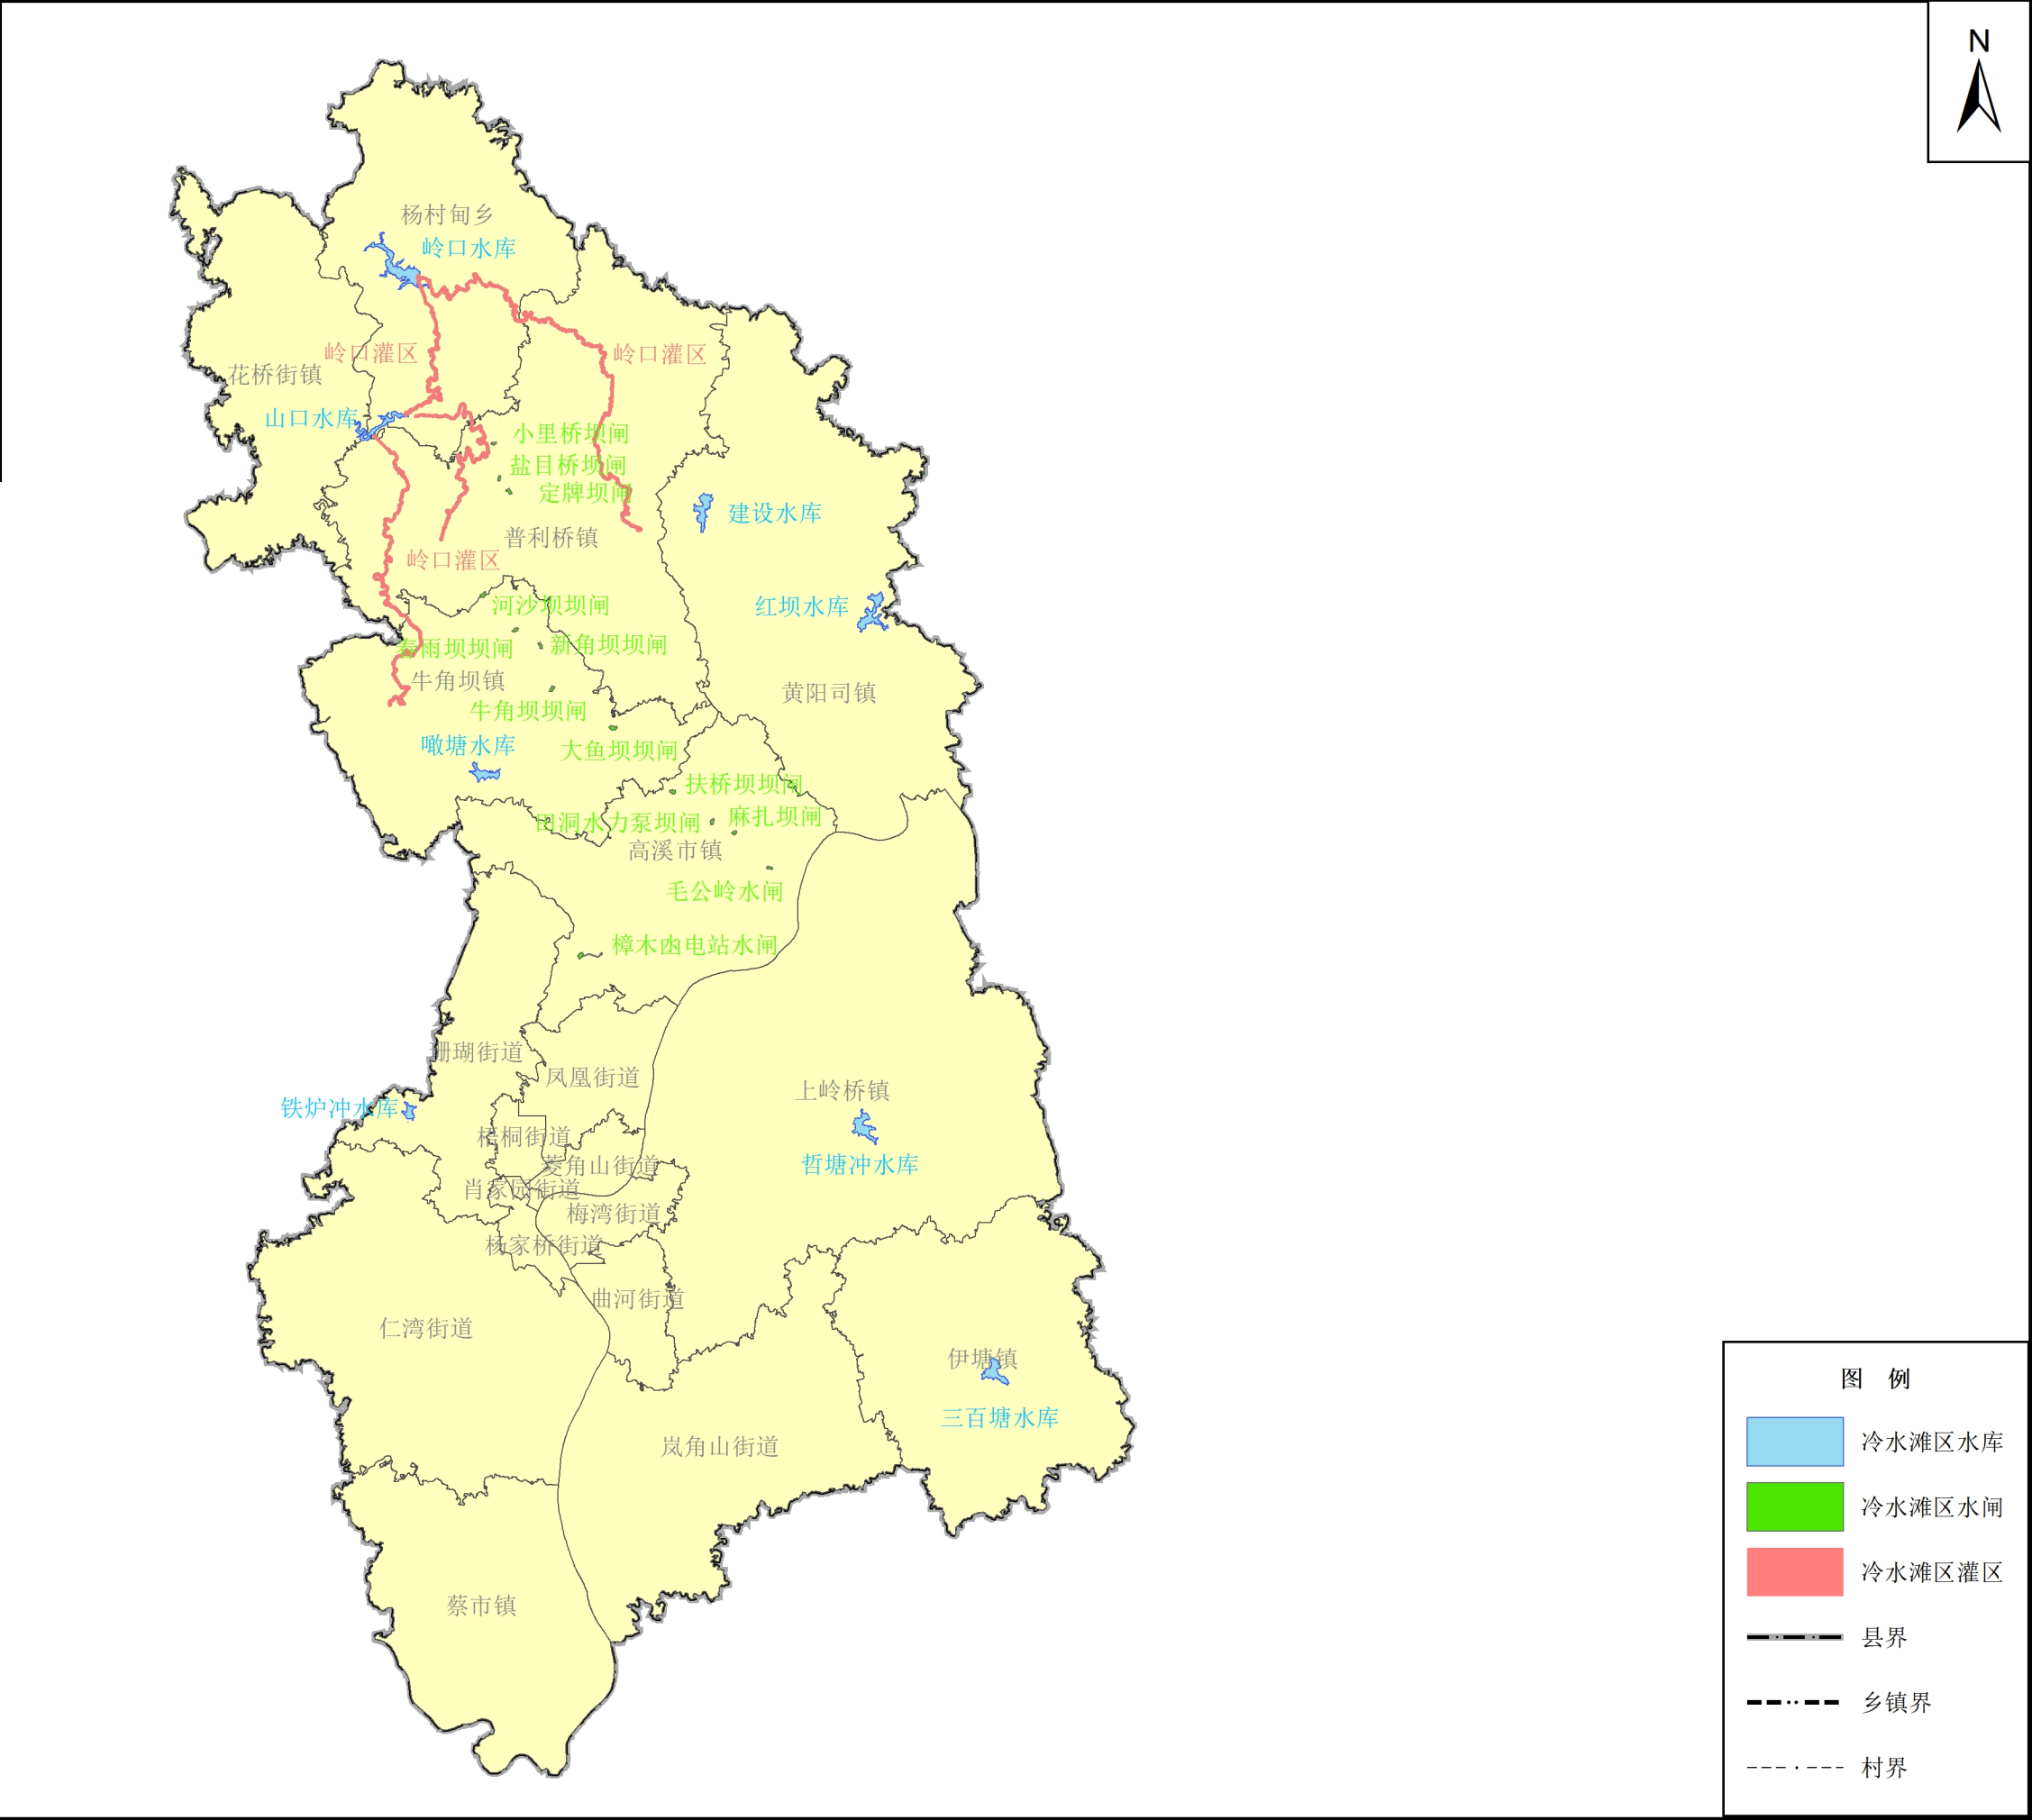 N
杨村甸乡
岭口水库
岭口灌区
岭口灌区
花桥街镇
山口水库
小里桥坝闸
盐目桥坝闸
定牌坝闸
建设水库
普利桥镇
岭口灌区
河沙坝坝闸
红坝水库
春雨坝坝闸
新角坝坝闸
牛角坝镇
黄阳司镇
牛角坝坝闸
噉塘水库
大鱼坝坝闸
扶桥坝坝闸
麻扎坝闸
田洞水力泵坝闸
高溪市镇
毛公岭水闸
樟木凼电站水闸
珊瑚街道
凤凰街道
上岭桥镇
铁炉冲水库
梧桐街道
菱角山街道
哲塘冲水库
肖家园街道
梅湾街道
杨家桥街道
曲河街道
仁湾街道
伊塘镇
三百塘水库
岚角山街道
蔡市镇
图 例
冷水滩区水库
冷水滩区水闸
冷水滩区灌区
县界
乡镇界
村界